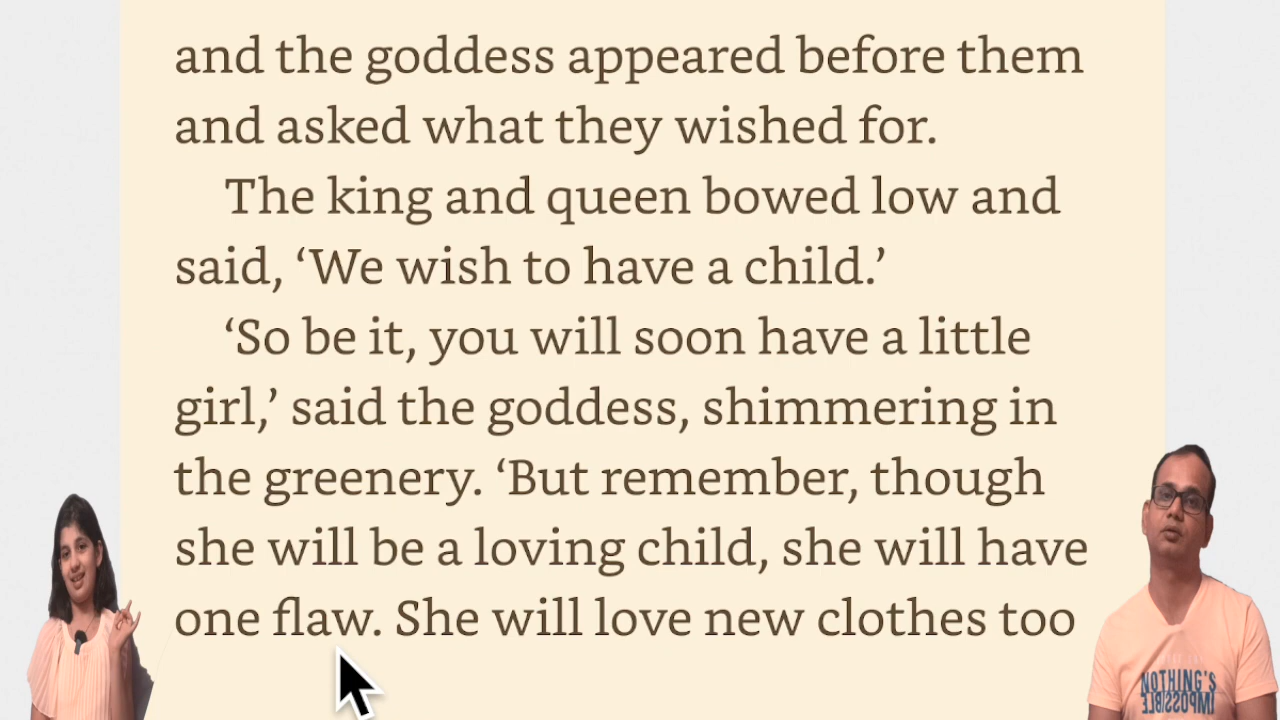 and the goddess appeared before them
and asked what they wished for.
The king and queen bowed low and
said, ‘We wish to have a child.’
‘So be it, you will soon have a little
girl,’ said the goddess, shimmering in
the greenery. ‘But remember, though
she will be a loving child, she will have
one flaw. She will love new clothes too
NOTHING'S
IMPOSSIBLE